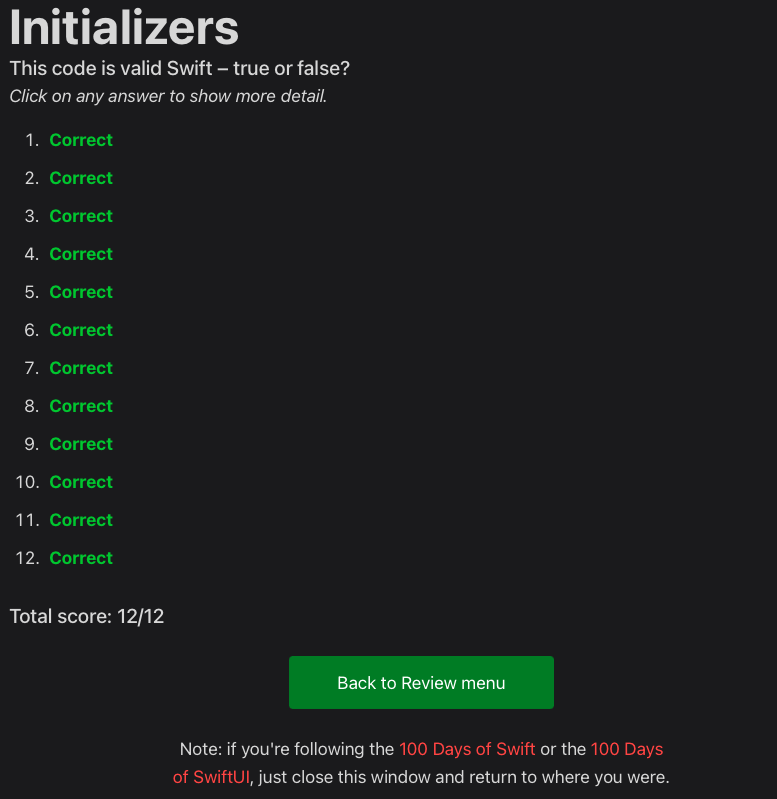 Initializers
This code is valid Swift – true or false?
Click on any answer to show more detail.
1. Correct
2. Correct
3. Correct
4. Correct
5. Correct
6. Correct
7. Correct
8. Correct
9. Correct
10. Correct
11. Correct
12. Correct
Total score: 12/12
Back to Review menu
Note: if you're following the 100 Days of Swift or the 100 Days
of SwiftUI, just close this window and return to where you were.